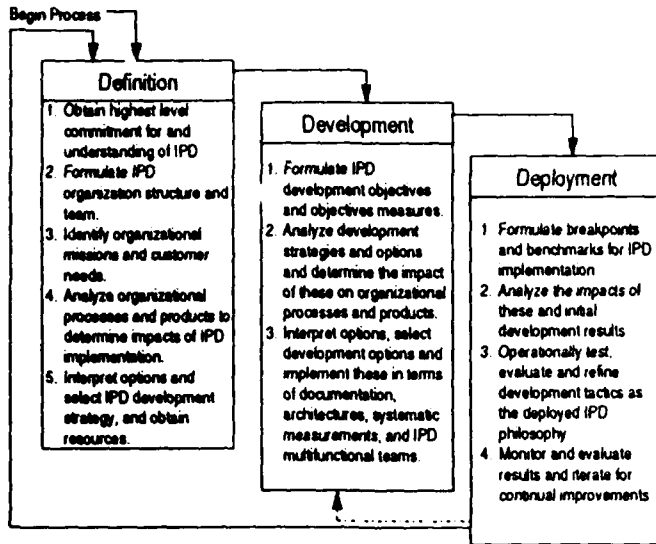 Begin Process
Definition
1. Obtain highest level
commitment for and
understanding of IPD
2. Formulate IPD
organization structure and
team.
3. Identify organizational
missions and customer
needs.
4. Analyze organizational
processes and products to
determine impacts of IPD
implementation.
5. Interpret options and
select IPD development
strategy, and obtain
resources.
Development
1. Formulate IPD
development objectives
and objectives measures.
2. Analyze development
strategies and options
and determine the impact
of these on organizational
processes and products.
3. Interpret options, select
development options and
implement these in terms
of documentation,
architectures, systematic
measurements, and IPD
multifunctional teams.
Deployment
1 Formulate breakpoints
and benchmarks for IPD
implementation
2. Analyze the impacts of
these and initial
development results
3. Operationally test,
evaluate and refine
development tactics as
the deployed IPD
philosophy
4. Monitor and evaluate
results and iterate for
continual improvements